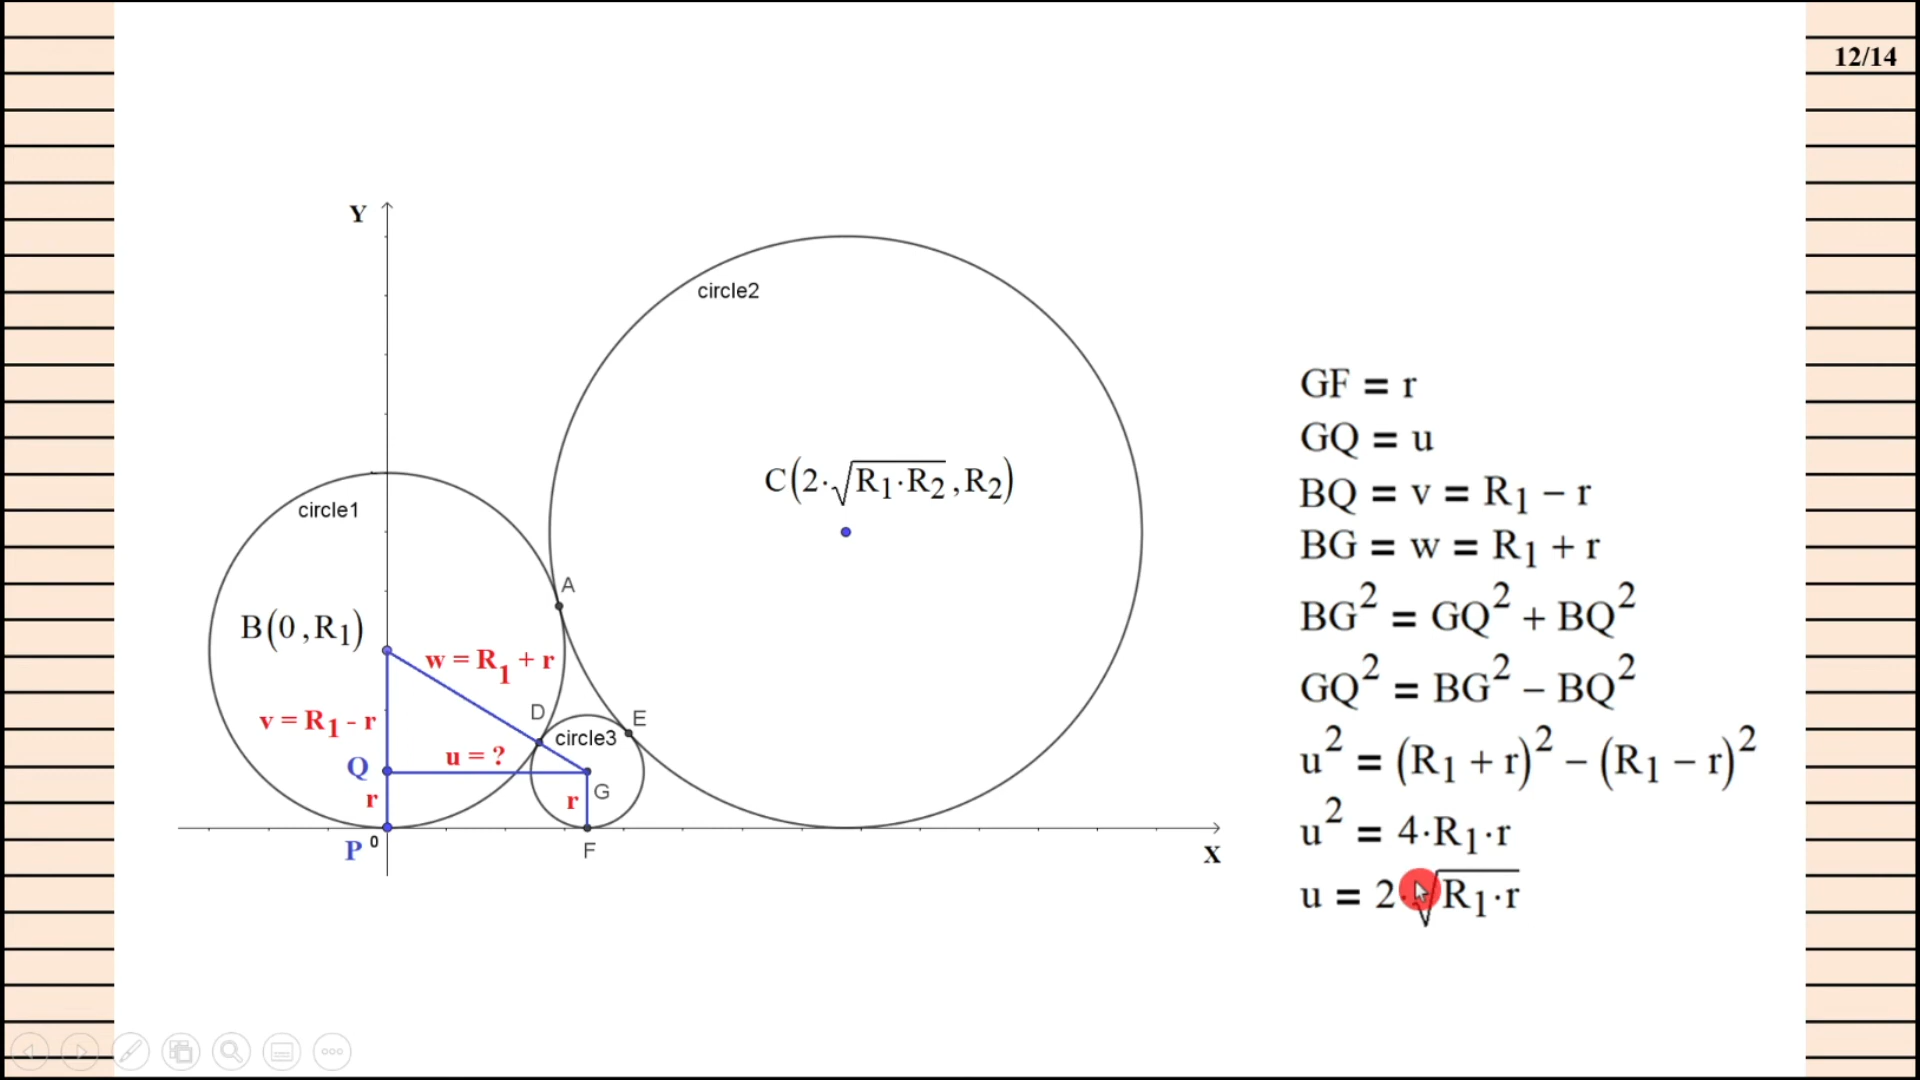 12/14
Y
circle2
C(2·√R₁·R₂ , R₂)
circle1
A
B(0 , R₁)
w = R₁ + r
D
E
v = R₁ - r
circle3
u = ?
Q
G
r
r
0
P
F
X
GF = r
GQ = u
BQ = v = R₁ − r
BG = w = R₁ + r
BG² = GQ² + BQ²
GQ² = BG² − BQ²
u² = (R₁ + r)² − (R₁ − r)²
u² = 4·R₁·r
u = 2·√R₁·r